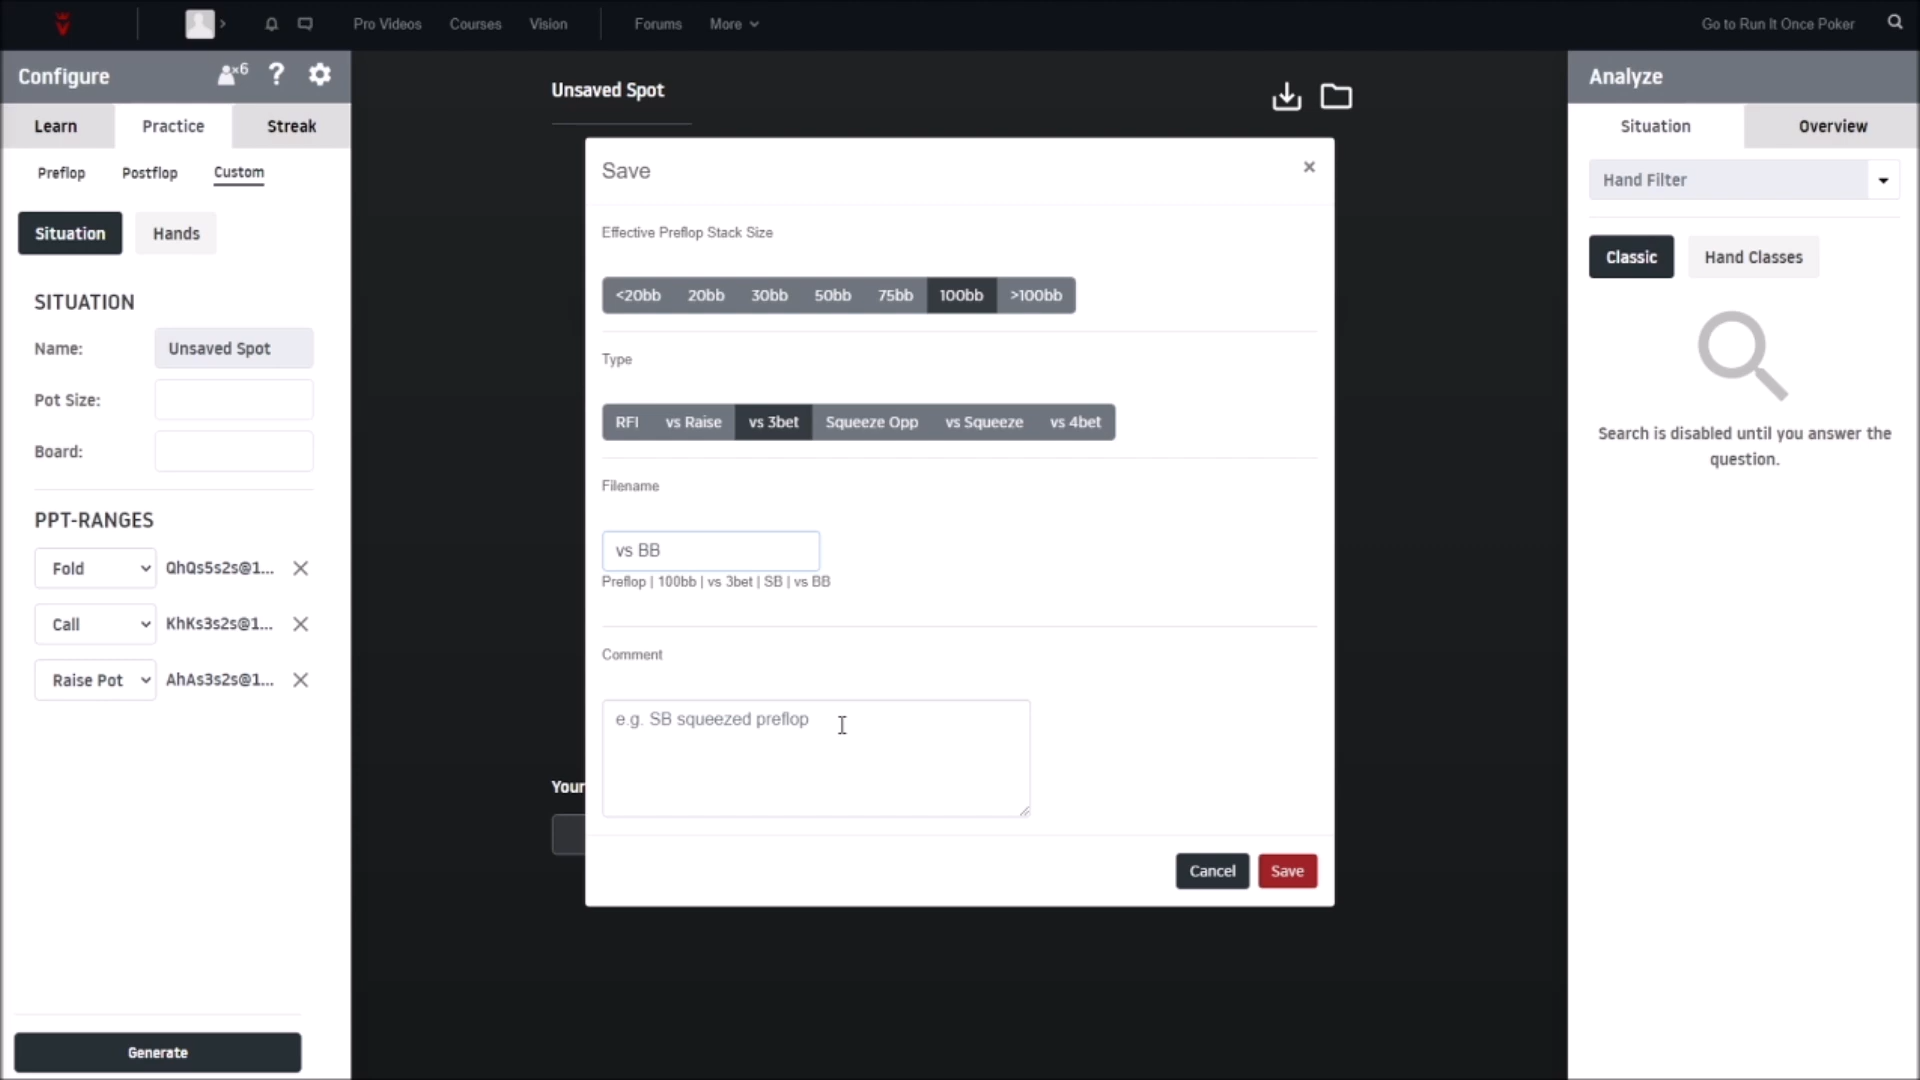 Pro Videos Courses Vision Forums More Go to Run It Once Poker
Configure x6 ?
Learn Practice Streak
Preflop Postflop Custom
Situation Hands
SITUATION
Name: Unsaved Spot
Pot Size:
Board:
PPT-RANGES
Fold QhQs5s2s@1...
Call KhKs3s2s@1...
Raise Pot AhAs3s2s@1...
Generate
Unsaved Spot
Your
Save ×
Effective Preflop Stack Size
<20bb 20bb 30bb 50bb 75bb 100bb >100bb
Type
RFI vs Raise vs 3bet Squeeze Opp vs Squeeze vs 4bet
Filename
vs BB
Preflop | 100bb | vs 3bet | SB | vs BB
Comment
e.g. SB squeezed preflop
Cancel Save
Analyze
Situation Overview
Hand Filter
Classic Hand Classes
Search is disabled until you answer the
question.